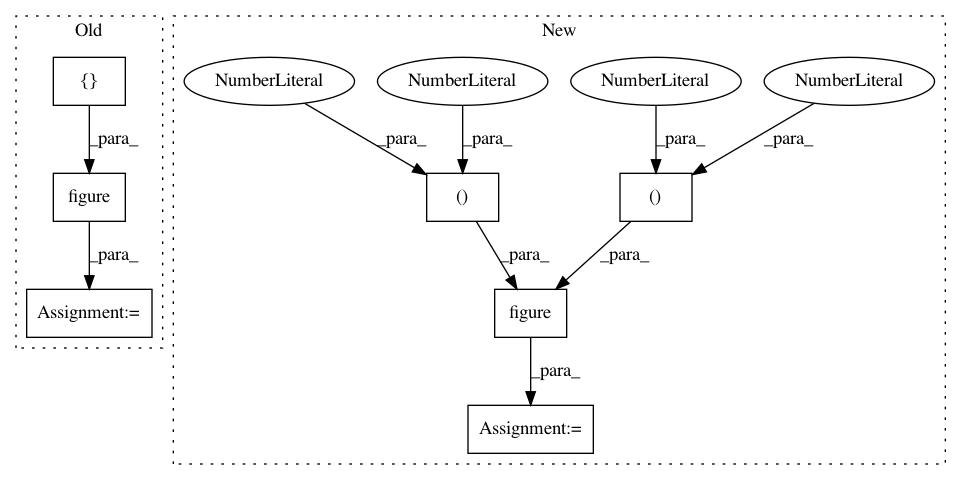 Old
New
{}
NumberLiteral
NumberLiteral
NumberLiteral
NumberLiteral
_para_
_para_
_para_
_para_
_para_
figure
()
()
_para_
_para_
_para_
Assignment:=
figure
_para_
Assignment:=